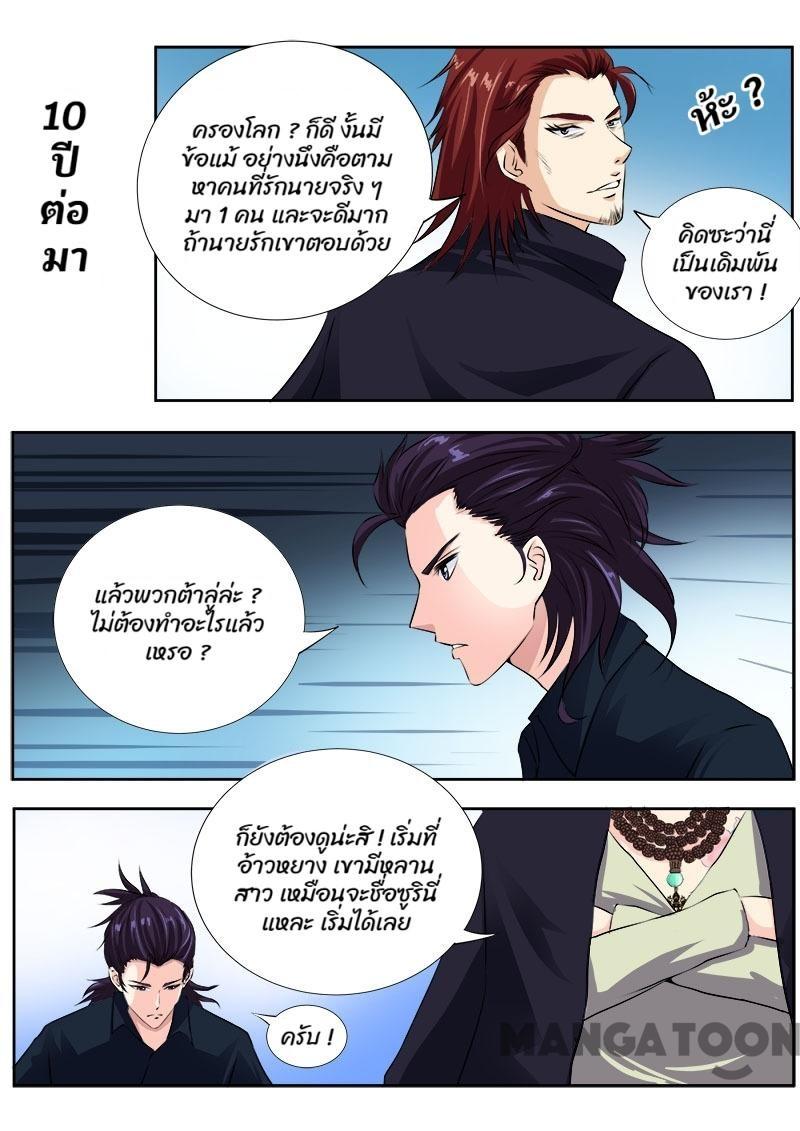 10
ปี
ต่อ
มา
ครองโลก ? ก็ดี งั้นมี
ข้อแม้ อย่างนึงคือตาม
หาคนที่รักนายจริง ๆ
มา 1 คน และจะดีมาก
ถ้านายรักเขาตอบด้วย
ห้ะ ?
คิดซะว่านี่
เป็นเดิมพัน
ของเรา !
แล้วพวกต้าลู่ล่ะ ?
ไม่ต้องทำอะไรแล้ว
เหรอ ?
ก็ยังต้องดูน่ะสิ ! เริ่มที่
อ้าวหยาง เขามีหลาน
สาว เหมือนจะชื่อซูรินี่
แหละ เริ่มได้เลย
ครับ !
MANGATOON